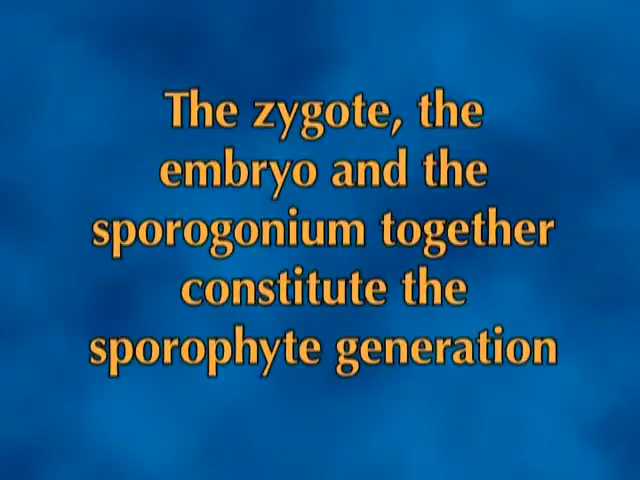 The zygote, the
embryo and the
sporogonium together
constitute the
sporophyte generation